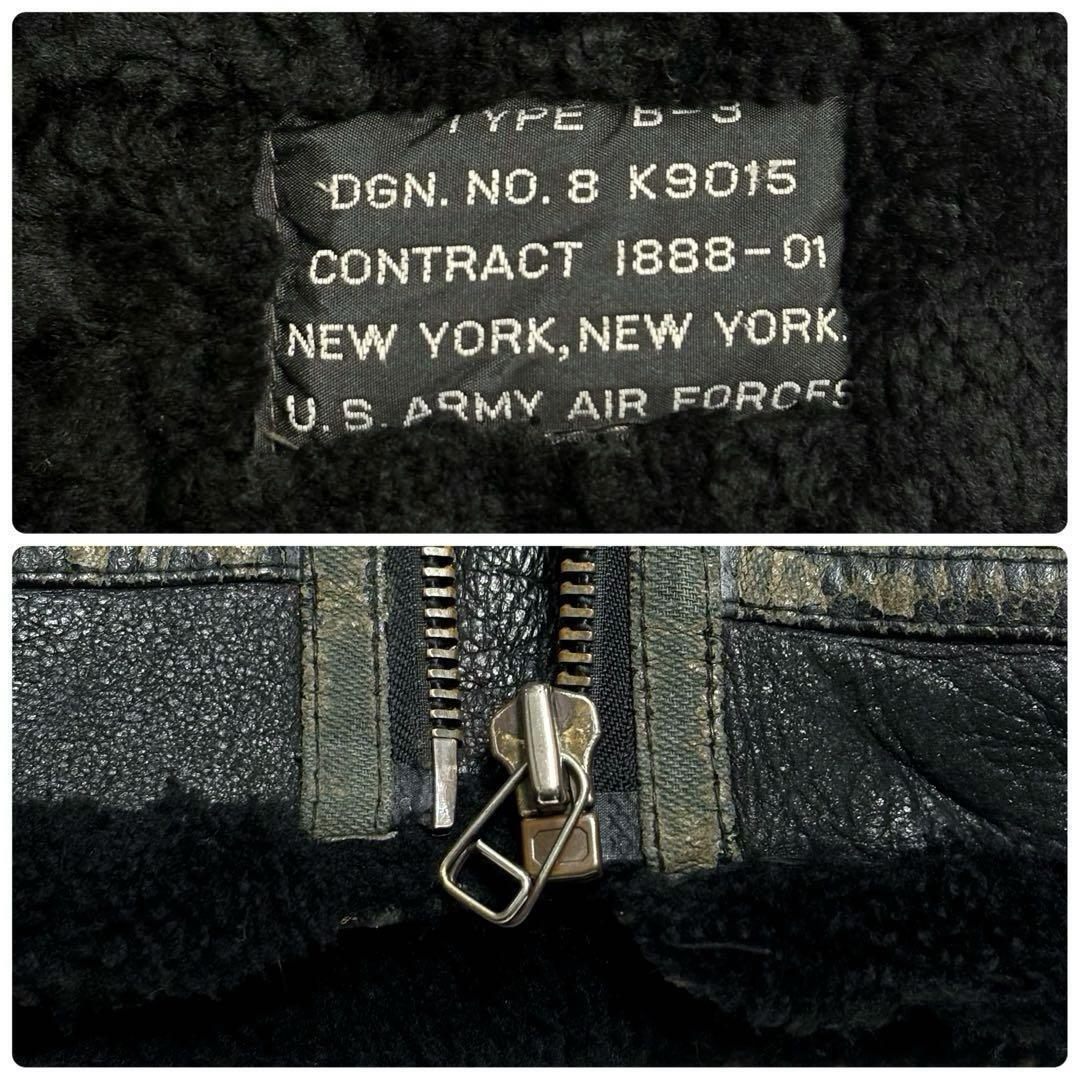 TYPE B-3
DGN. NO. 8 K9015
CONTRACT 1888-01
NEW YORK, NEW YORK.
U.S. ARMY AIR FORCES